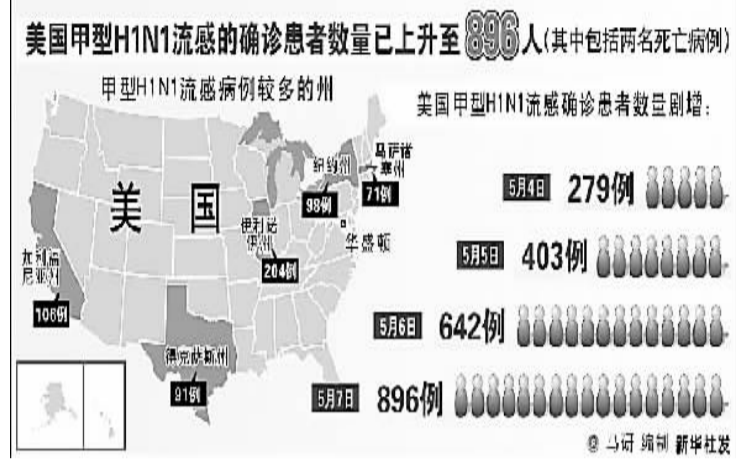 美国甲型H1N1流感的确诊患者数量已上升至896人(其中包括两名死亡病例)
甲型H1N1流感病例较多的州
美国甲型H1N1流感确诊患者数量剧增:
美国
马萨诸
塞州
71例
纽约州
98例
华盛顿
伊利诺
伊州
204例
加利福
尼亚州
106例
得克萨斯州
91例
5月4日 279例
5月5日 403例
5月6日 642例
5月7日 896例
马研 编制 新华社发